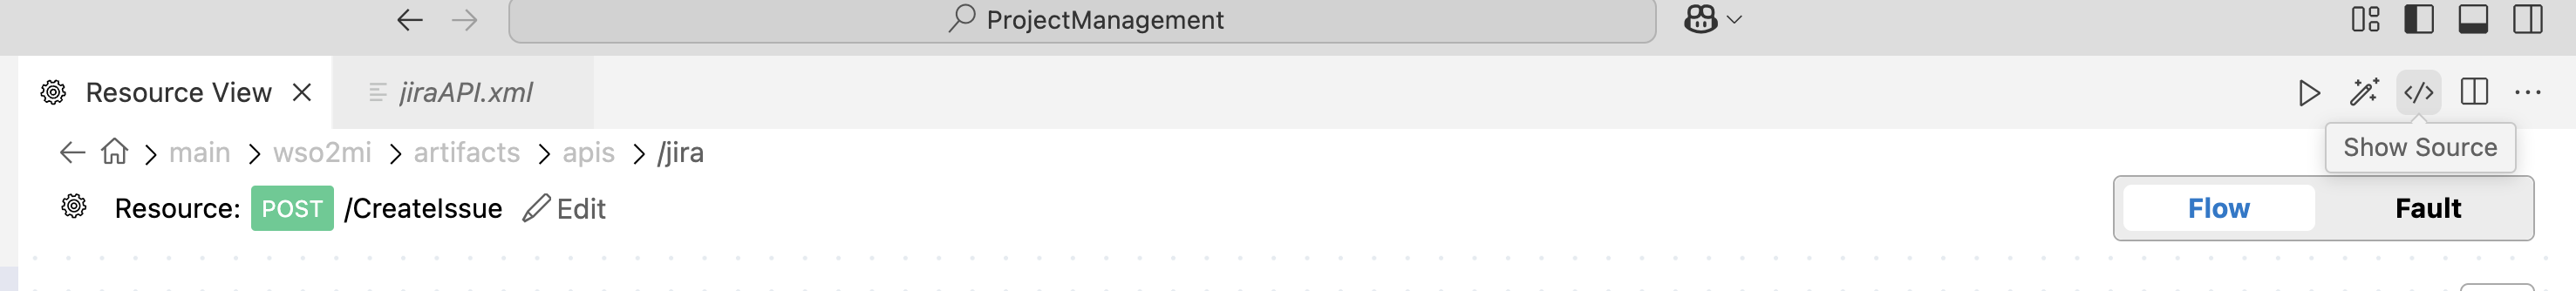 ProjectManagement
Resource View
jiraAPI.xml
main > wso2mi > artifacts > apis > /jira
Show Source
Resource: POST /CreateIssue Edit
Flow Fault